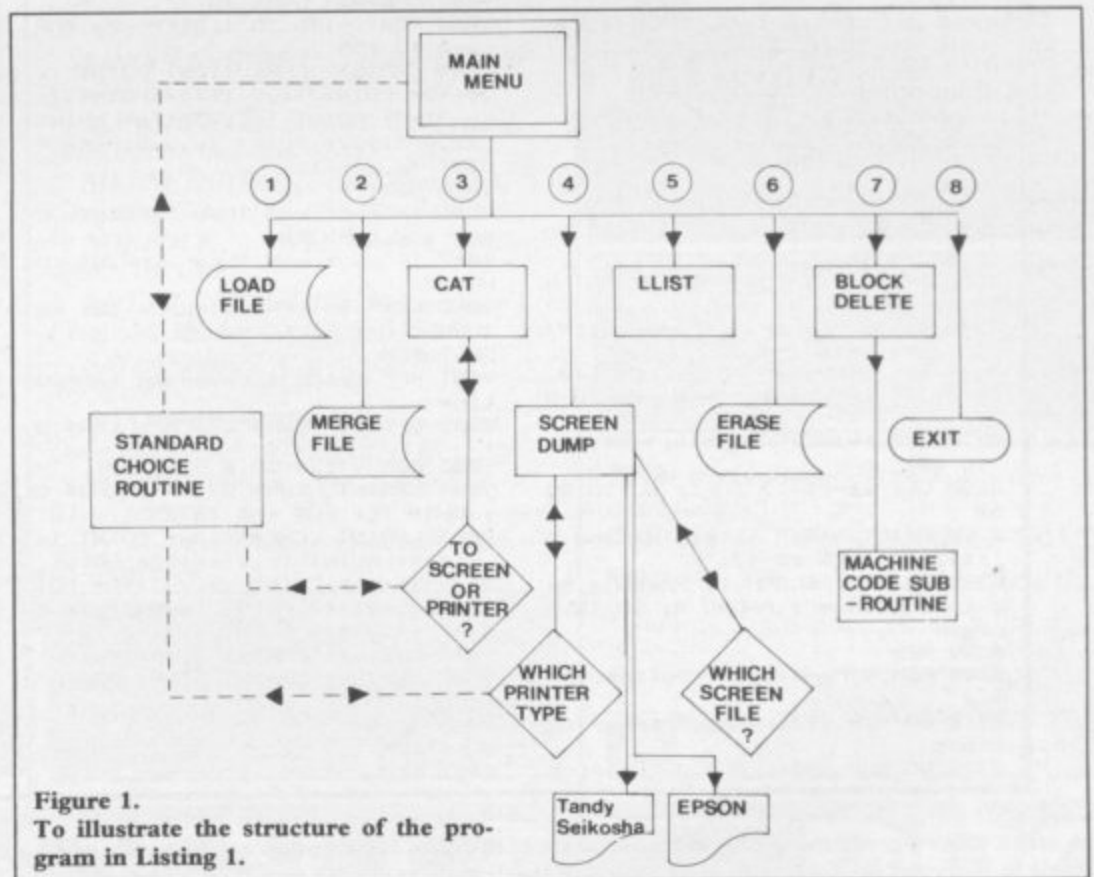 MAIN
MENU
1 2 3 4 5 6 7 8
LOAD
FILE
CAT
LLIST
BLOCK
DELETE
MERGE
FILE
SCREEN
DUMP
ERASE
FILE
EXIT
STANDARD
CHOICE
ROUTINE
TO
SCREEN
OR
PRINTER
?
MACHINE
CODE SUB
-ROUTINE
WHICH
PRINTER
TYPE
WHICH
SCREEN
FILE
?
Tandy
Seikosha
EPSON
Figure 1.
To illustrate the structure of the pro-
gram in Listing 1.